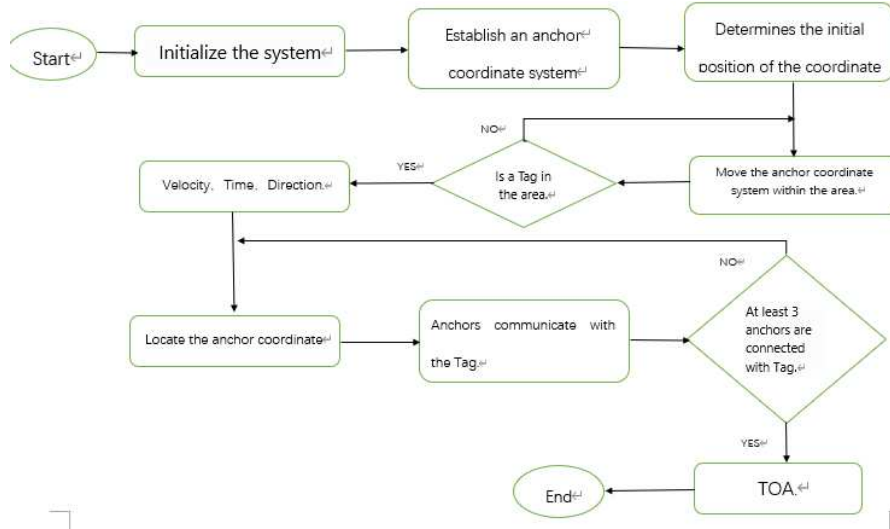 Start
Initialize the system
Establish an anchor
coordinate system
Determines the initial
position of the coordinate
NO
YES
Velocity、Time、Direction.
Is a Tag in
the area.
Move the anchor coordinate
system within the area.
NO
Locate the anchor coordinate
Anchors communicate with
the Tag.
At least 3
anchors are
connected
with Tag.
YES
TOA.
End